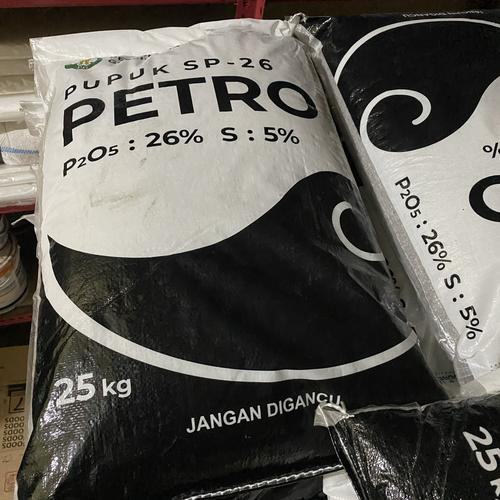 PUPUK SP-26
PETRO
P2O5 : 26% S : 5%
25 kg
JANGAN DIGANCU
P2O5 : 26% S : 5%
25